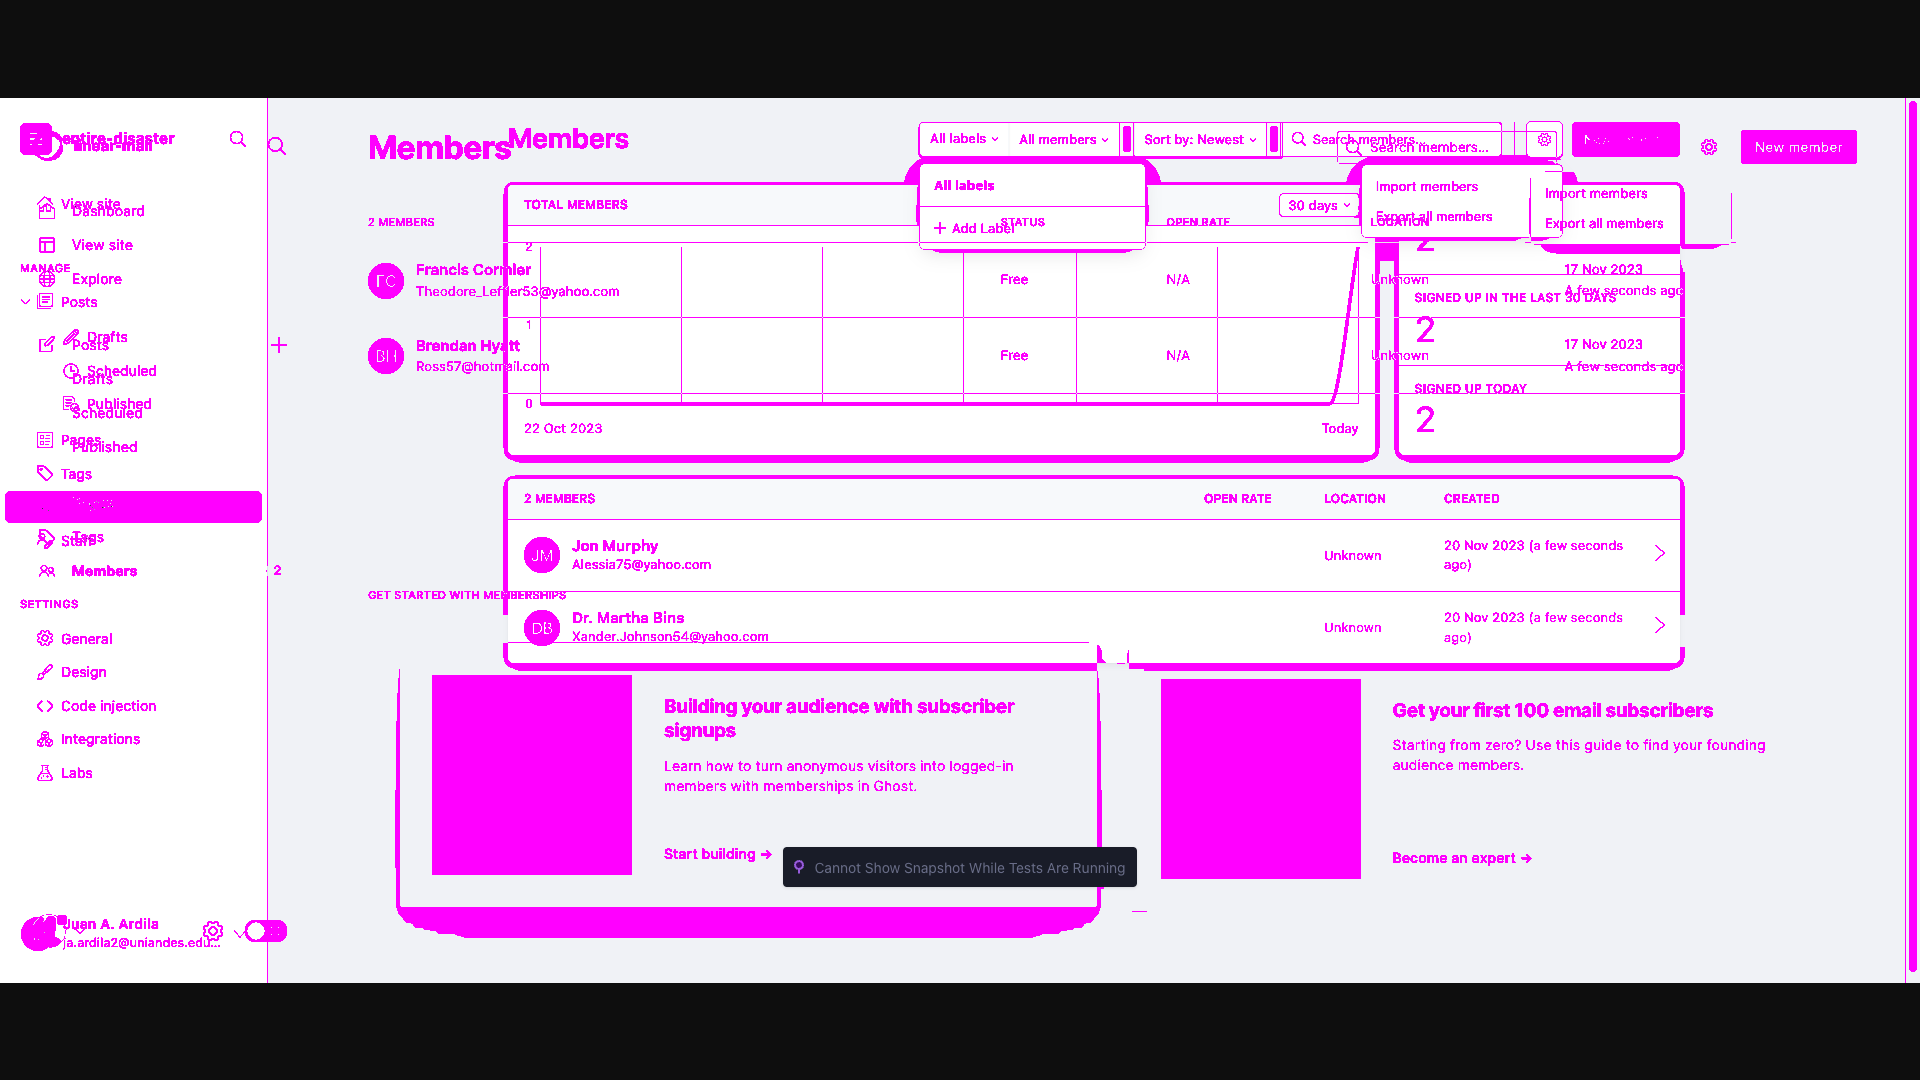 entire-disaster
linear-mail
Members
Members
All labels
All members
Sort by: Newest
Search members...
Search members...
New member
All labels
Add Label
Import members
Export all members
Import members
Export all members
View site
Dashboard
View site
MANAGE
Explore
Posts
Drafts
Posts
Scheduled
Drafts
Published
Scheduled
Pages
Published
Tags
Tags
Staff
Members
2
SETTINGS
General
Design
Code injection
Integrations
Labs
Juan A. Ardila
ja.ardila2@uniandes.edu...
TOTAL MEMBERS
30 days
2 MEMBERS
STATUS
OPEN RATE
LOCATION
2
1
0
22 Oct 2023
Today
FC
Francis Cormier
Theodore_Leffler53@yahoo.com
Free
N/A
Unknown
17 Nov 2023
A few seconds ago
BH
Brendan Hyatt
Ross57@hotmail.com
Free
N/A
Unknown
17 Nov 2023
A few seconds ago
2
SIGNED UP IN THE LAST 30 DAYS
2
SIGNED UP TODAY
2
2 MEMBERS
OPEN RATE
LOCATION
CREATED
JM
Jon Murphy
Alessia75@yahoo.com
Unknown
20 Nov 2023 (a few seconds
ago)
DB
Dr. Martha Bins
Xander.Johnson54@yahoo.com
Unknown
20 Nov 2023 (a few seconds
ago)
GET STARTED WITH MEMBERSHIPS
Building your audience with subscriber
signups
Learn how to turn anonymous visitors into logged-in
members with memberships in Ghost.
Start building →
Get your first 100 email subscribers
Starting from zero? Use this guide to find your founding
audience members.
Become an expert →
Cannot Show Snapshot While Tests Are Running